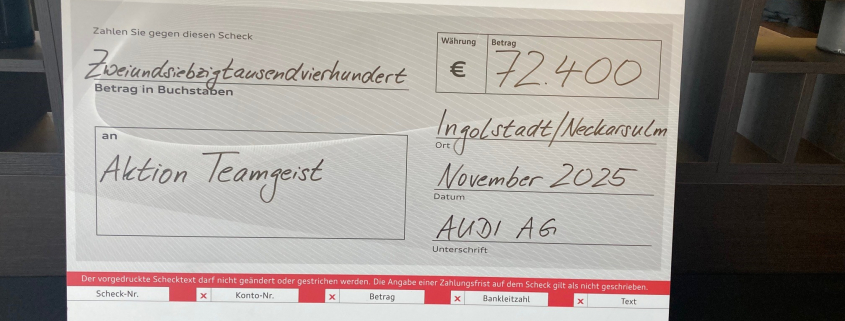 Zahlen Sie gegen diesen Scheck
Zweiundsiebzigtausendvierhundert
Betrag in Buchstaben
Währung Betrag
€ 72.400
an
Aktion Teamgeist
Ingolstadt/Neckarsulm
Ort
November 2025
Datum
AUDI AG
Unterschrift
Der vorgedruckte Schecktext darf nicht geändert oder gestrichen werden. Die Angabe einer Zahlungsfrist auf dem Scheck gilt als nicht geschrieben.
Scheck-Nr. x Konto-Nr. x Betrag x Bankleitzahl x Text